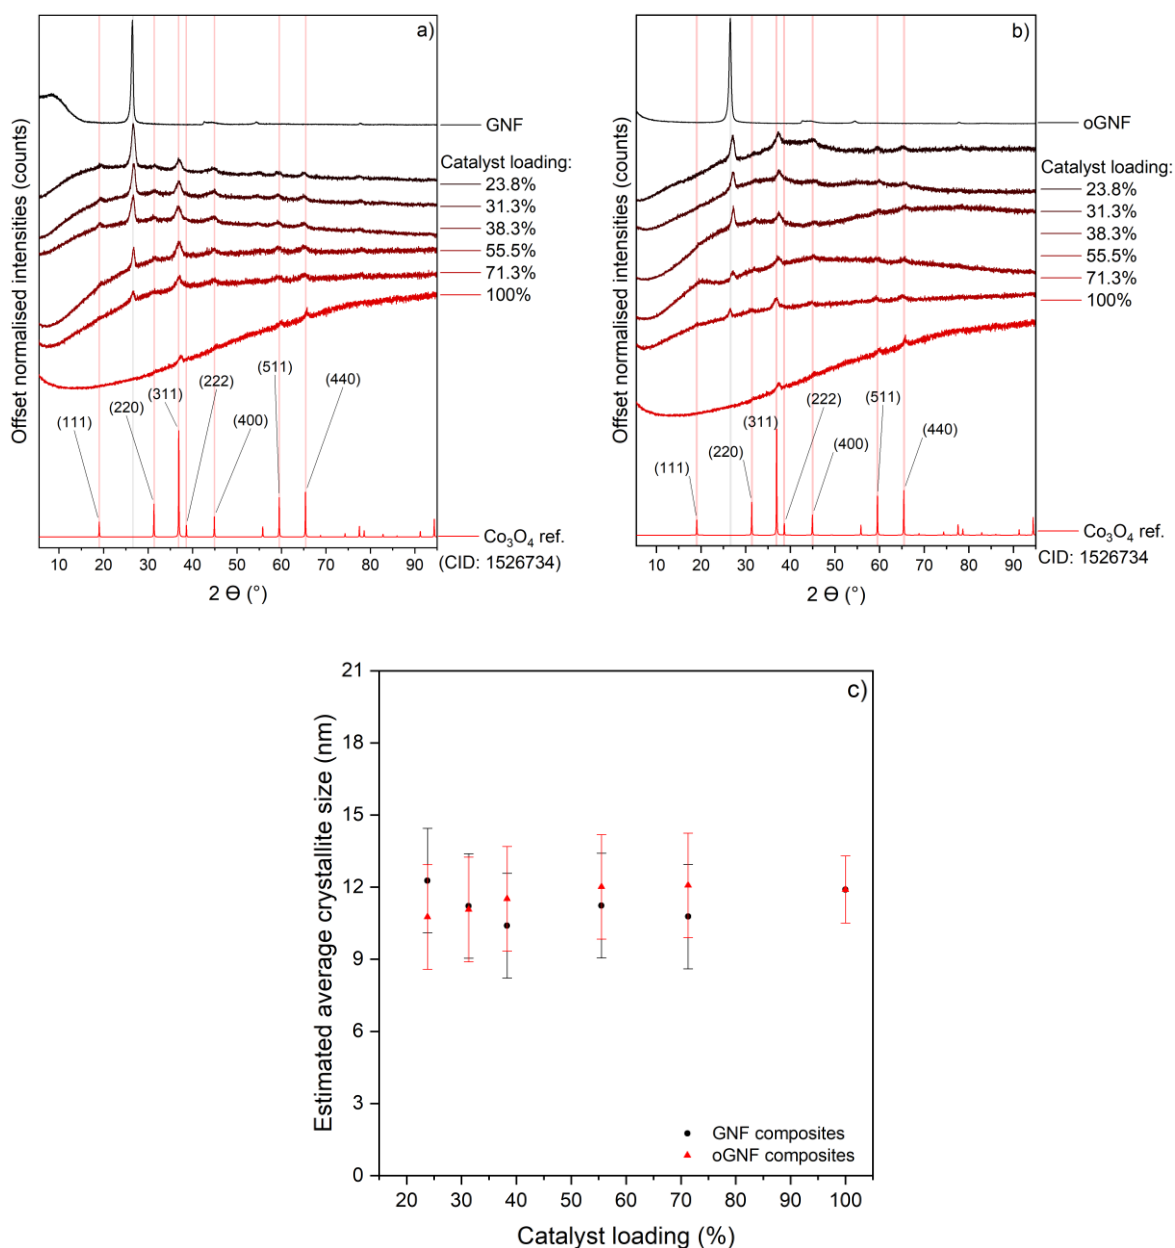 a)
Offset normalised intensities (counts)
GNF
Catalyst loading:
23.8%
31.3%
38.3%
55.5%
71.3%
100%
(111)
(220)
(311)
(222)
(400)
(511)
(440)
Co₃O₄ ref.
(CID: 1526734)
10 20 30 40 50 60 70 80 90
2 Θ (°)
b)
Offset normalised intensities (counts)
oGNF
Catalyst loading:
23.8%
31.3%
38.3%
55.5%
71.3%
100%
(111)
(220)
(311)
(222)
(400)
(511)
(440)
Co₃O₄ ref.
CID: 1526734
10 20 30 40 50 60 70 80 90
2 Θ (°)
c)
Estimated average crystallite size (nm)
21
18
15
12
9
6
3
0
GNF composites
oGNF composites
20 30 40 50 60 70 80 90 100
Catalyst loading (%)